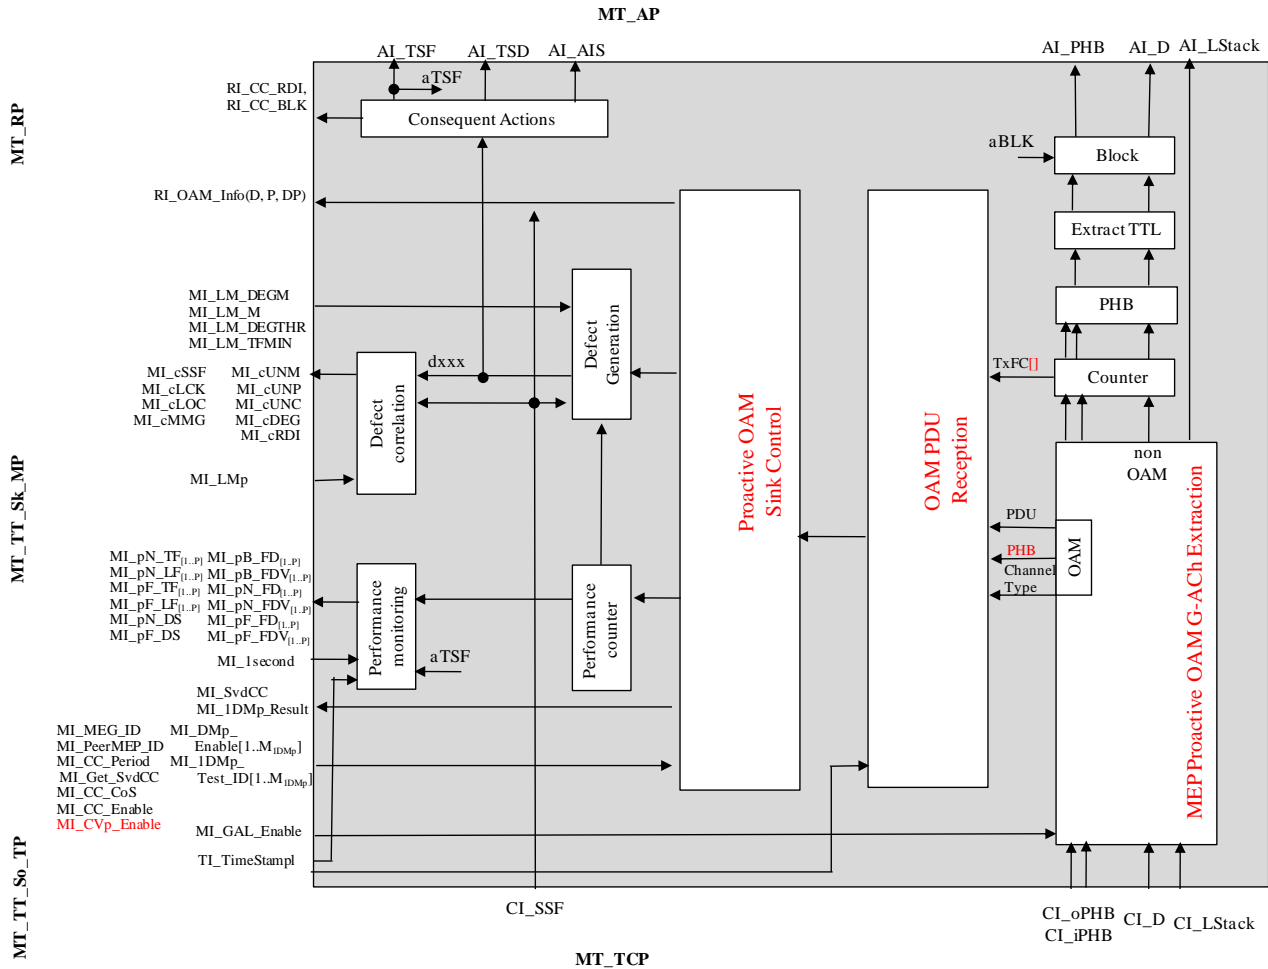 MT_AP
AI_TSF
AI_TSD
AI_AIS
AI_PHB
AI_D
AI_LStack
RI_CC_RDI,
RI_CC_BLK
aTSF
Consequent Actions
MT_RP
aBLK
Block
RI_OAM_Info(D, P, DP)
Extract TTL
MI_LM_DEGM
MI_LM_M
MI_LM_DEGTHR
MI_LM_TFMIN
Defect
Generation
PHB
dxxx
TxFC[]
Counter
MI_cSSF MI_cUNM
MI_cLCK MI_cUNP
MI_cLOC MI_cUNC
MI_cMMG MI_cDEG
MI_cRDI
Defect
correlation
Proactive OAM
Sink Control
OAM PDU
Reception
non
OAM
MI_LMp
MT_TT_Sk_MP
PDU
PHB
Channel
Type
OAM
MEP Proactive OAM G-ACh Extraction
MI_pN_TF[1..P] MI_pB_FD[1..P]
MI_pN_LF[1..P] MI_pB_FDV[1..P]
MI_pF_TF[1..P] MI_pN_FD[1..P]
MI_pF_LF[1..P] MI_pN_FDV[1..P]
MI_pN_DS MI_pF_FD[1..P]
MI_pF_DS MI_pF_FDV[1..P]
Performance
monitoring
Performance
counter
MI_1second
aTSF
MI_SvdCC
MI_1DMp_Result
MI_MEG_ID MI_DMp_
MI_PeerMEP_ID Enable[1..M1DMp]
MI_CC_Period MI_1DMp_
MI_Get_SvdCC Test_ID[1..M1DMp]
MI_CC_CoS
MI_CC_Enable
MI_CVp_Enable
MI_GAL_Enable
TI_TimeStampl
MT_TT_So_TP
CI_SSF
CI_oPHB
CI_iPHB
CI_D
CI_LStack
MT_TCP